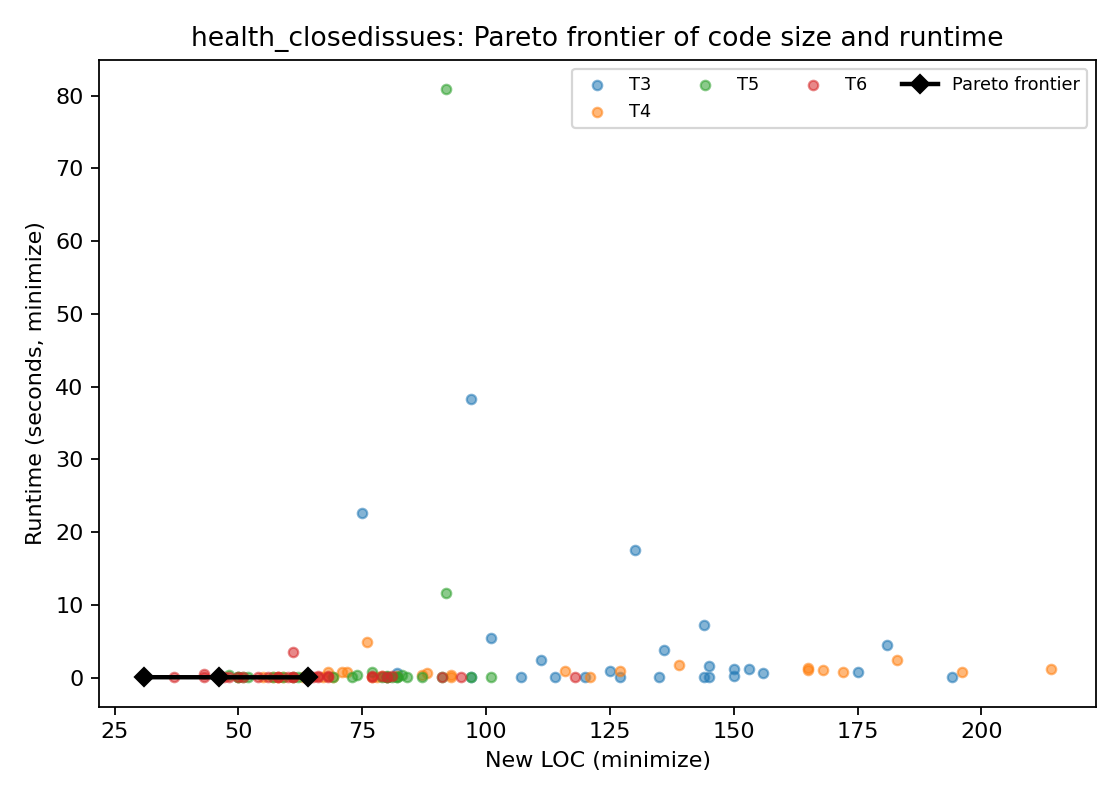 health_closedissues: Pareto frontier of code size and runtime
T3 T5 T6 Pareto frontier
T4
80
70
60
50
40
30
20
10
0
Runtime (seconds, minimize)
25 50 75 100 125 150 175 200
New LOC (minimize)